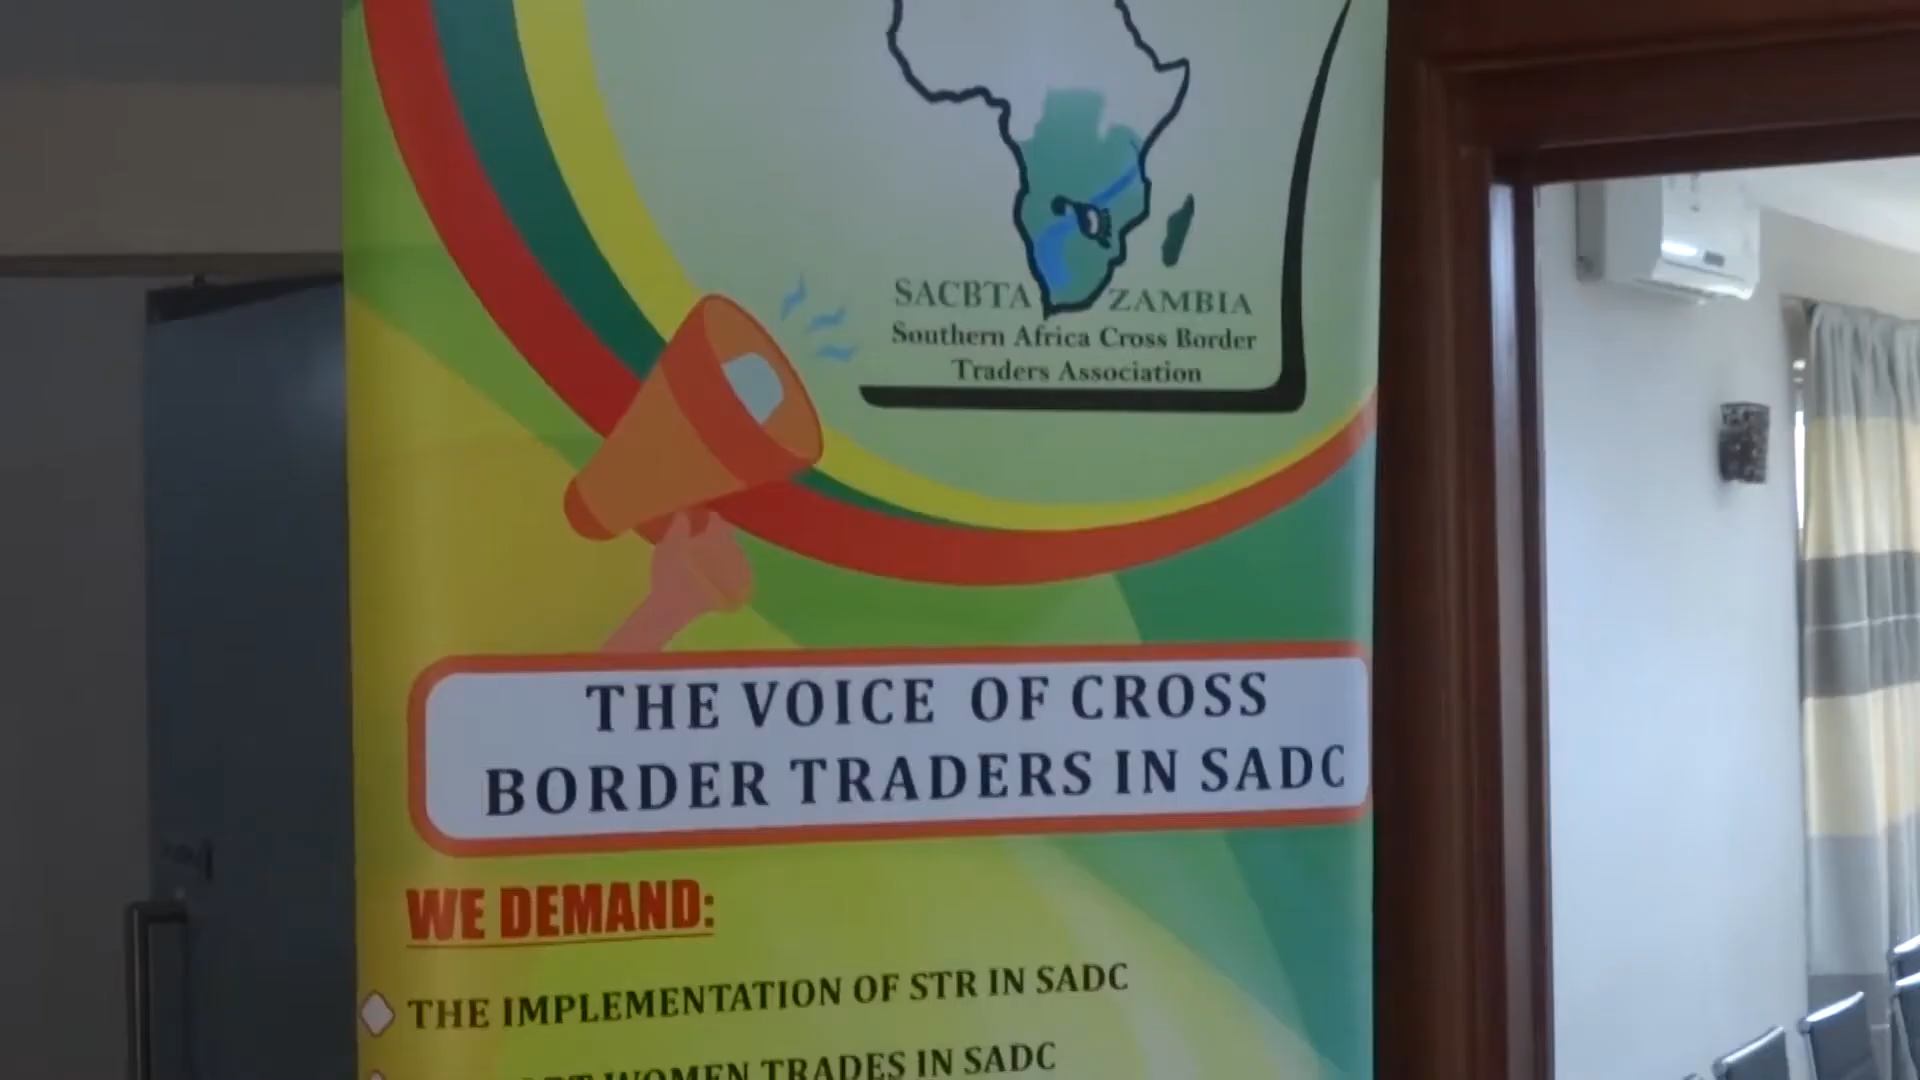 SACBTA ZAMBIA
Southern Africa Cross Border
Traders Association
THE VOICE OF CROSS
BORDER TRADERS IN SADC
WE DEMAND:
THE IMPLEMENTATION OF STR IN SADC
WOMEN TRADES IN SADC